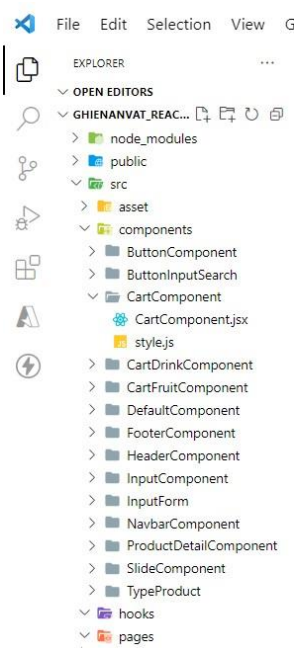 File Edit Selection View G
EXPLORER ...
OPEN EDITORS
GHIENANVAT_REAC...
node_modules
public
src
asset
components
ButtonComponent
ButtonInputSearch
CartComponent
CartComponent.jsx
JS style.js
CartDrinkComponent
CartFruitComponent
DefaultComponent
FooterComponent
HeaderComponent
InputComponent
InputForm
NavbarComponent
ProductDetailComponent
SlideComponent
TypeProduct
hooks
pages